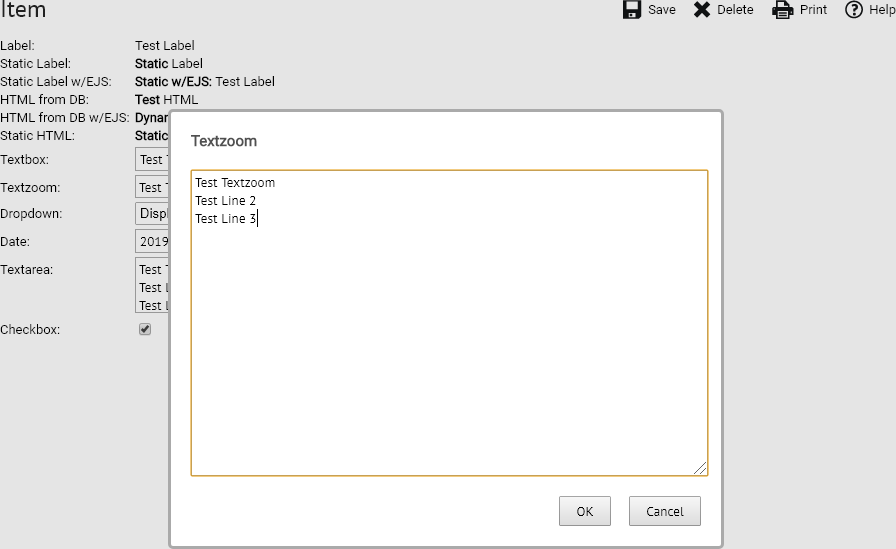 Item
Save Delete Print Help
Label: Test Label
Static Label: Static Label
Static Label w/EJS: Static w/EJS: Test Label
HTML from DB: Test HTML
HTML from DB w/EJS:
Static HTML: Static
Textbox: Test
Textzoom: Test
Dropdown:
Date: 2019
Textarea: Test
Test
Test
Checkbox:
Textzoom
Test Textzoom
Test Line 2
Test Line 3
OK Cancel